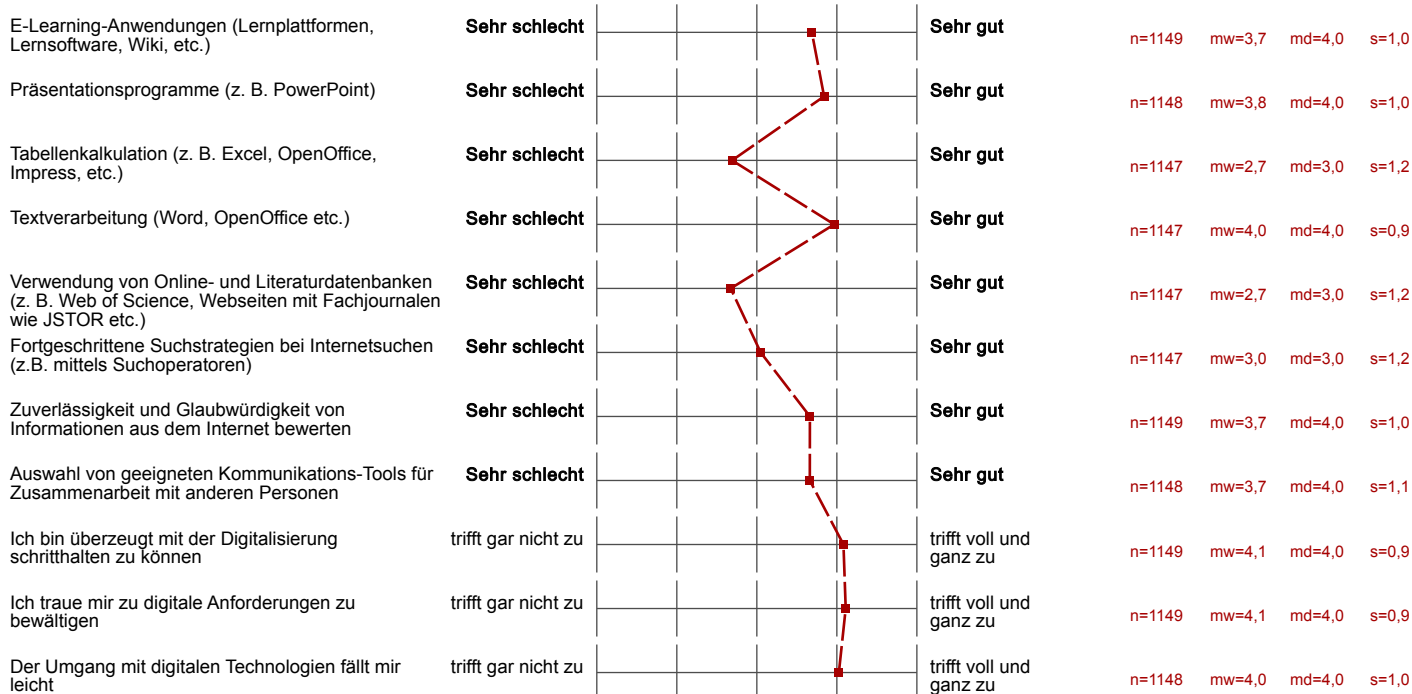 E-Learning-Anwendungen (Lernplattformen, Sehr schlecht Sehr gut
Lernsoftware, Wiki, etc.) n=1149 mw=3,7 md=4,0 s=1,0
Präsentationsprogramme (z. B. PowerPoint) Sehr schlecht Sehr gut
n=1148 mw=3,8 md=4,0 s=1,0
Tabellenkalkulation (z. B. Excel, OpenOffice, Sehr schlecht Sehr gut
Impress, etc.) n=1147 mw=2,7 md=3,0 s=1,2
Textverarbeitung (Word, OpenOffice etc.) Sehr schlecht Sehr gut
n=1147 mw=4,0 md=4,0 s=0,9
Verwendung von Online- und Literaturdatenbanken Sehr schlecht Sehr gut
(z. B. Web of Science, Webseiten mit Fachjournalen n=1147 mw=2,7 md=3,0 s=1,2
wie JSTOR etc.)
Fortgeschrittene Suchstrategien bei Internetsuchen Sehr schlecht Sehr gut
(z.B. mittels Suchoperatoren) n=1147 mw=3,0 md=3,0 s=1,2
Zuverlässigkeit und Glaubwürdigkeit von Sehr schlecht Sehr gut
Informationen aus dem Internet bewerten n=1149 mw=3,7 md=4,0 s=1,0
Auswahl von geeigneten Kommunikations-Tools für Sehr schlecht Sehr gut
Zusammenarbeit mit anderen Personen n=1148 mw=3,7 md=4,0 s=1,1
Ich bin überzeugt mit der Digitalisierung trifft gar nicht zu trifft voll und
schritthalten zu können ganz zu n=1149 mw=4,1 md=4,0 s=0,9
Ich traue mir zu digitale Anforderungen zu trifft gar nicht zu trifft voll und
bewältigen ganz zu n=1149 mw=4,1 md=4,0 s=0,9
Der Umgang mit digitalen Technologien fällt mir trifft gar nicht zu trifft voll und
leicht ganz zu n=1148 mw=4,0 md=4,0 s=1,0